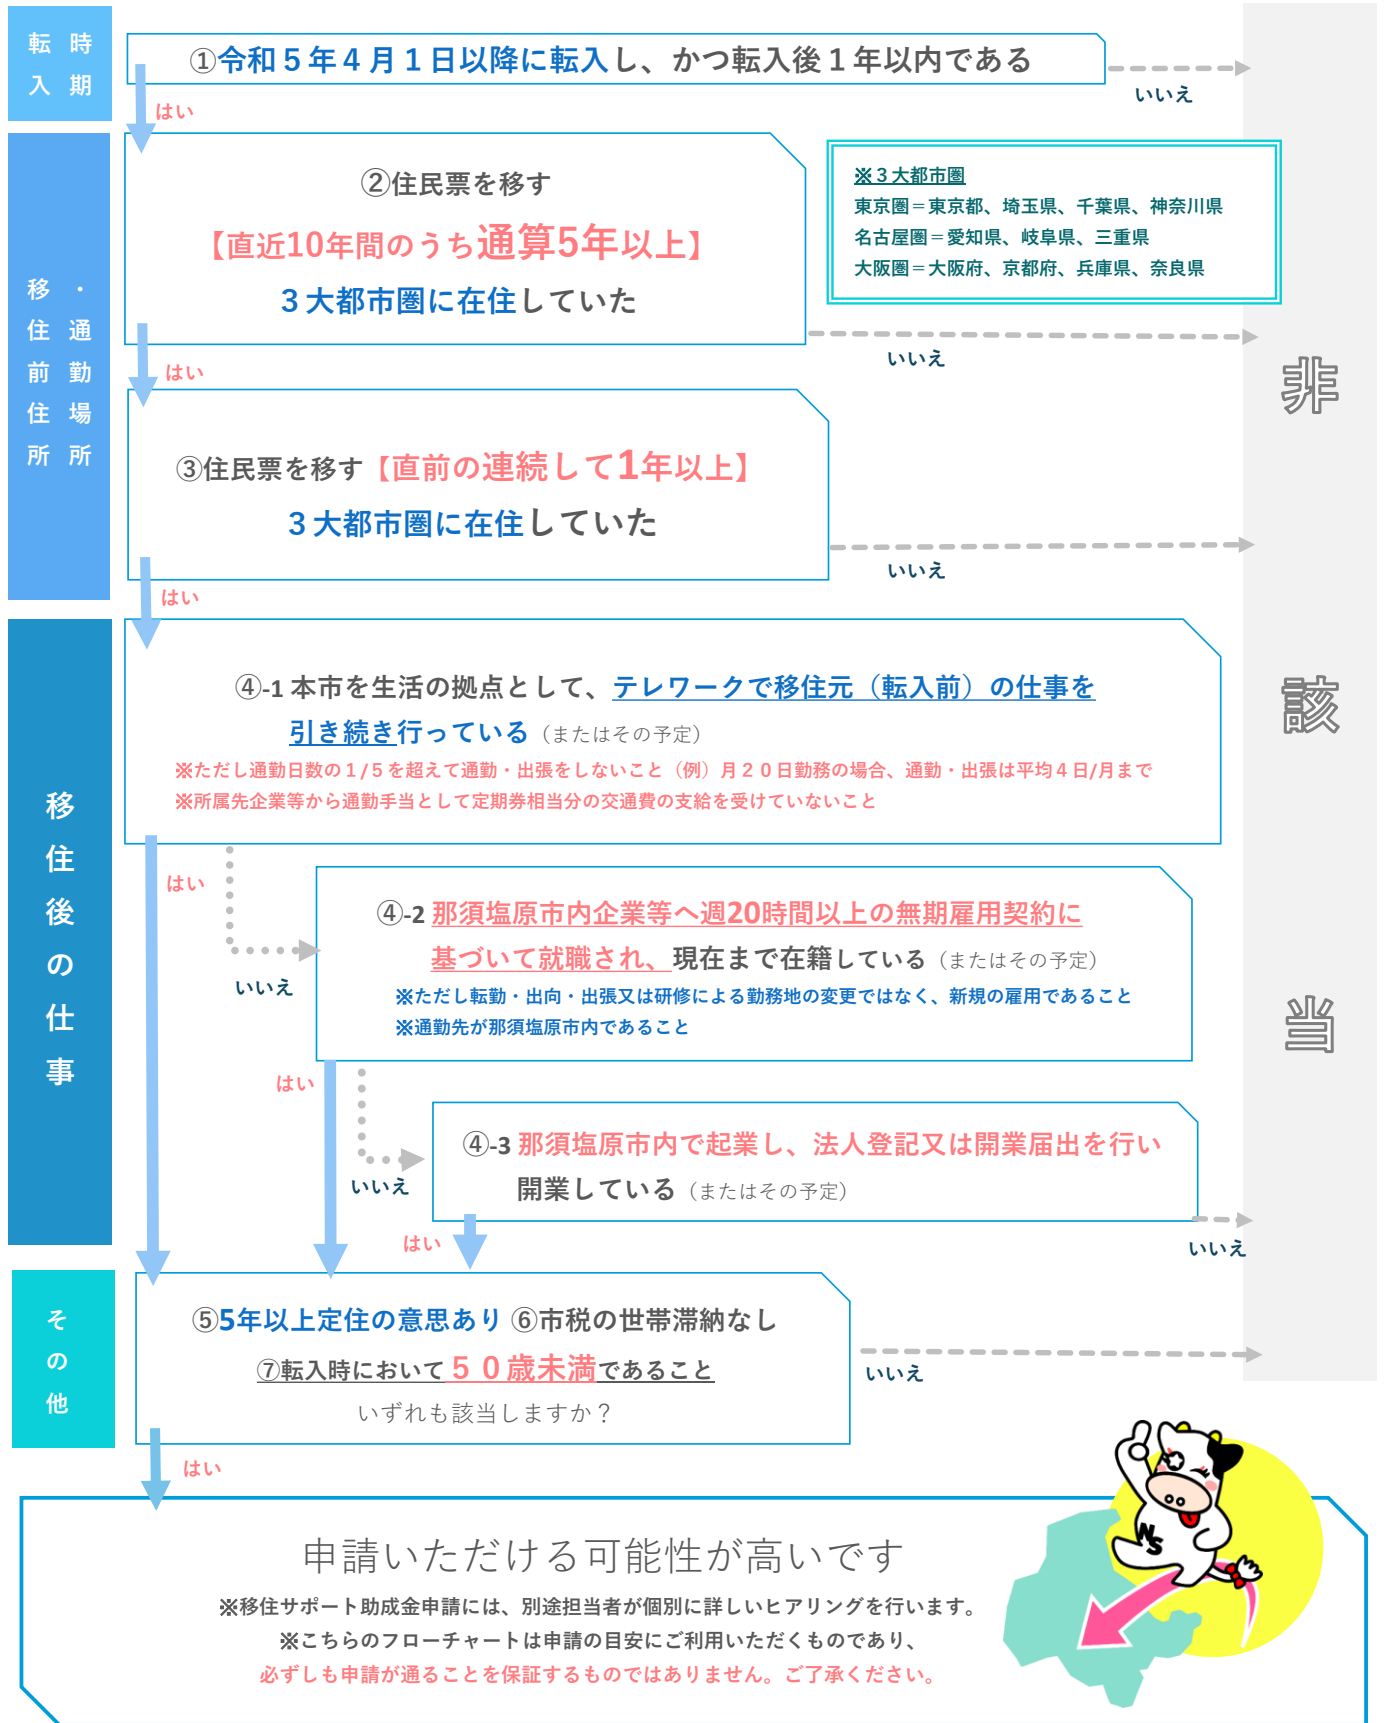 転入時期
①令和５年４月１日以降に転入し、かつ転入後１年以内である
はい
いいえ
移住前住所・通勤場所
②住民票を移す
【直近10年間のうち通算5年以上】
３大都市圏に在住していた
※３大都市圏
東京圏＝東京都、埼玉県、千葉県、神奈川県
名古屋圏＝愛知県、岐阜県、三重県
大阪圏＝大阪府、京都府、兵庫県、奈良県
はい
いいえ
③住民票を移す【直前の連続して1年以上】
３大都市圏に在住していた
はい
いいえ
非該当
移住後の仕事
④-1 本市を生活の拠点として、テレワークで移住元（転入前）の仕事を
引き続き行っている（またはその予定）
※ただし通勤日数の１/５を超えて通勤・出張をしないこと（例）月２０日勤務の場合、通勤・出張は平均４日/月まで
※所属先企業等から通勤手当として定期券相当分の交通費の支給を受けていないこと
はい
いいえ
④-2 那須塩原市内企業等へ週20時間以上の無期雇用契約に
基づいて就職され、現在まで在籍している（またはその予定）
※ただし転勤・出向・出張又は研修による勤務地の変更ではなく、新規の雇用であること
※通勤先が那須塩原市内であること
はい
いいえ
④-3 那須塩原市内で起業し、法人登記又は開業届出を行い
開業している（またはその予定）
はい
いいえ
その他
⑤5年以上定住の意思あり ⑥市税の世帯滞納なし
⑦転入時において５０歳未満であること
いずれも該当しますか？
いいえ
はい
申請いただける可能性が高いです
※移住サポート助成金申請には、別途担当者が個別に詳しいヒアリングを行います。
※こちらのフローチャートは申請の目安にご利用いただくものであり、
必ずしも申請が通ることを保証するものではありません。ご了承ください。
NS